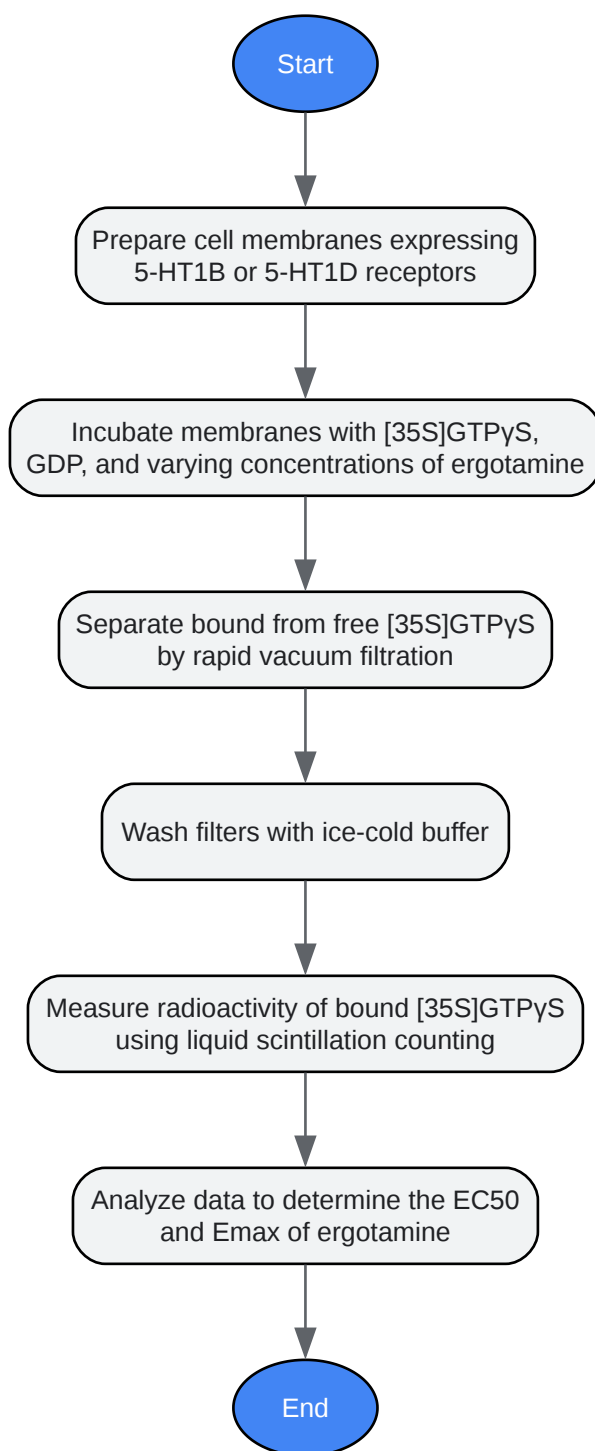 Start
Prepare cell membranes expressing
5-HT1B or 5-HT1D receptors
Incubate membranes with [35S]GTPγS,
GDP, and varying concentrations of ergotamine
Separate bound from free [35S]GTPγS
by rapid vacuum filtration
Wash filters with ice-cold buffer
Measure radioactivity of bound [35S]GTPγS
using liquid scintillation counting
Analyze data to determine the EC50
and Emax of ergotamine
End